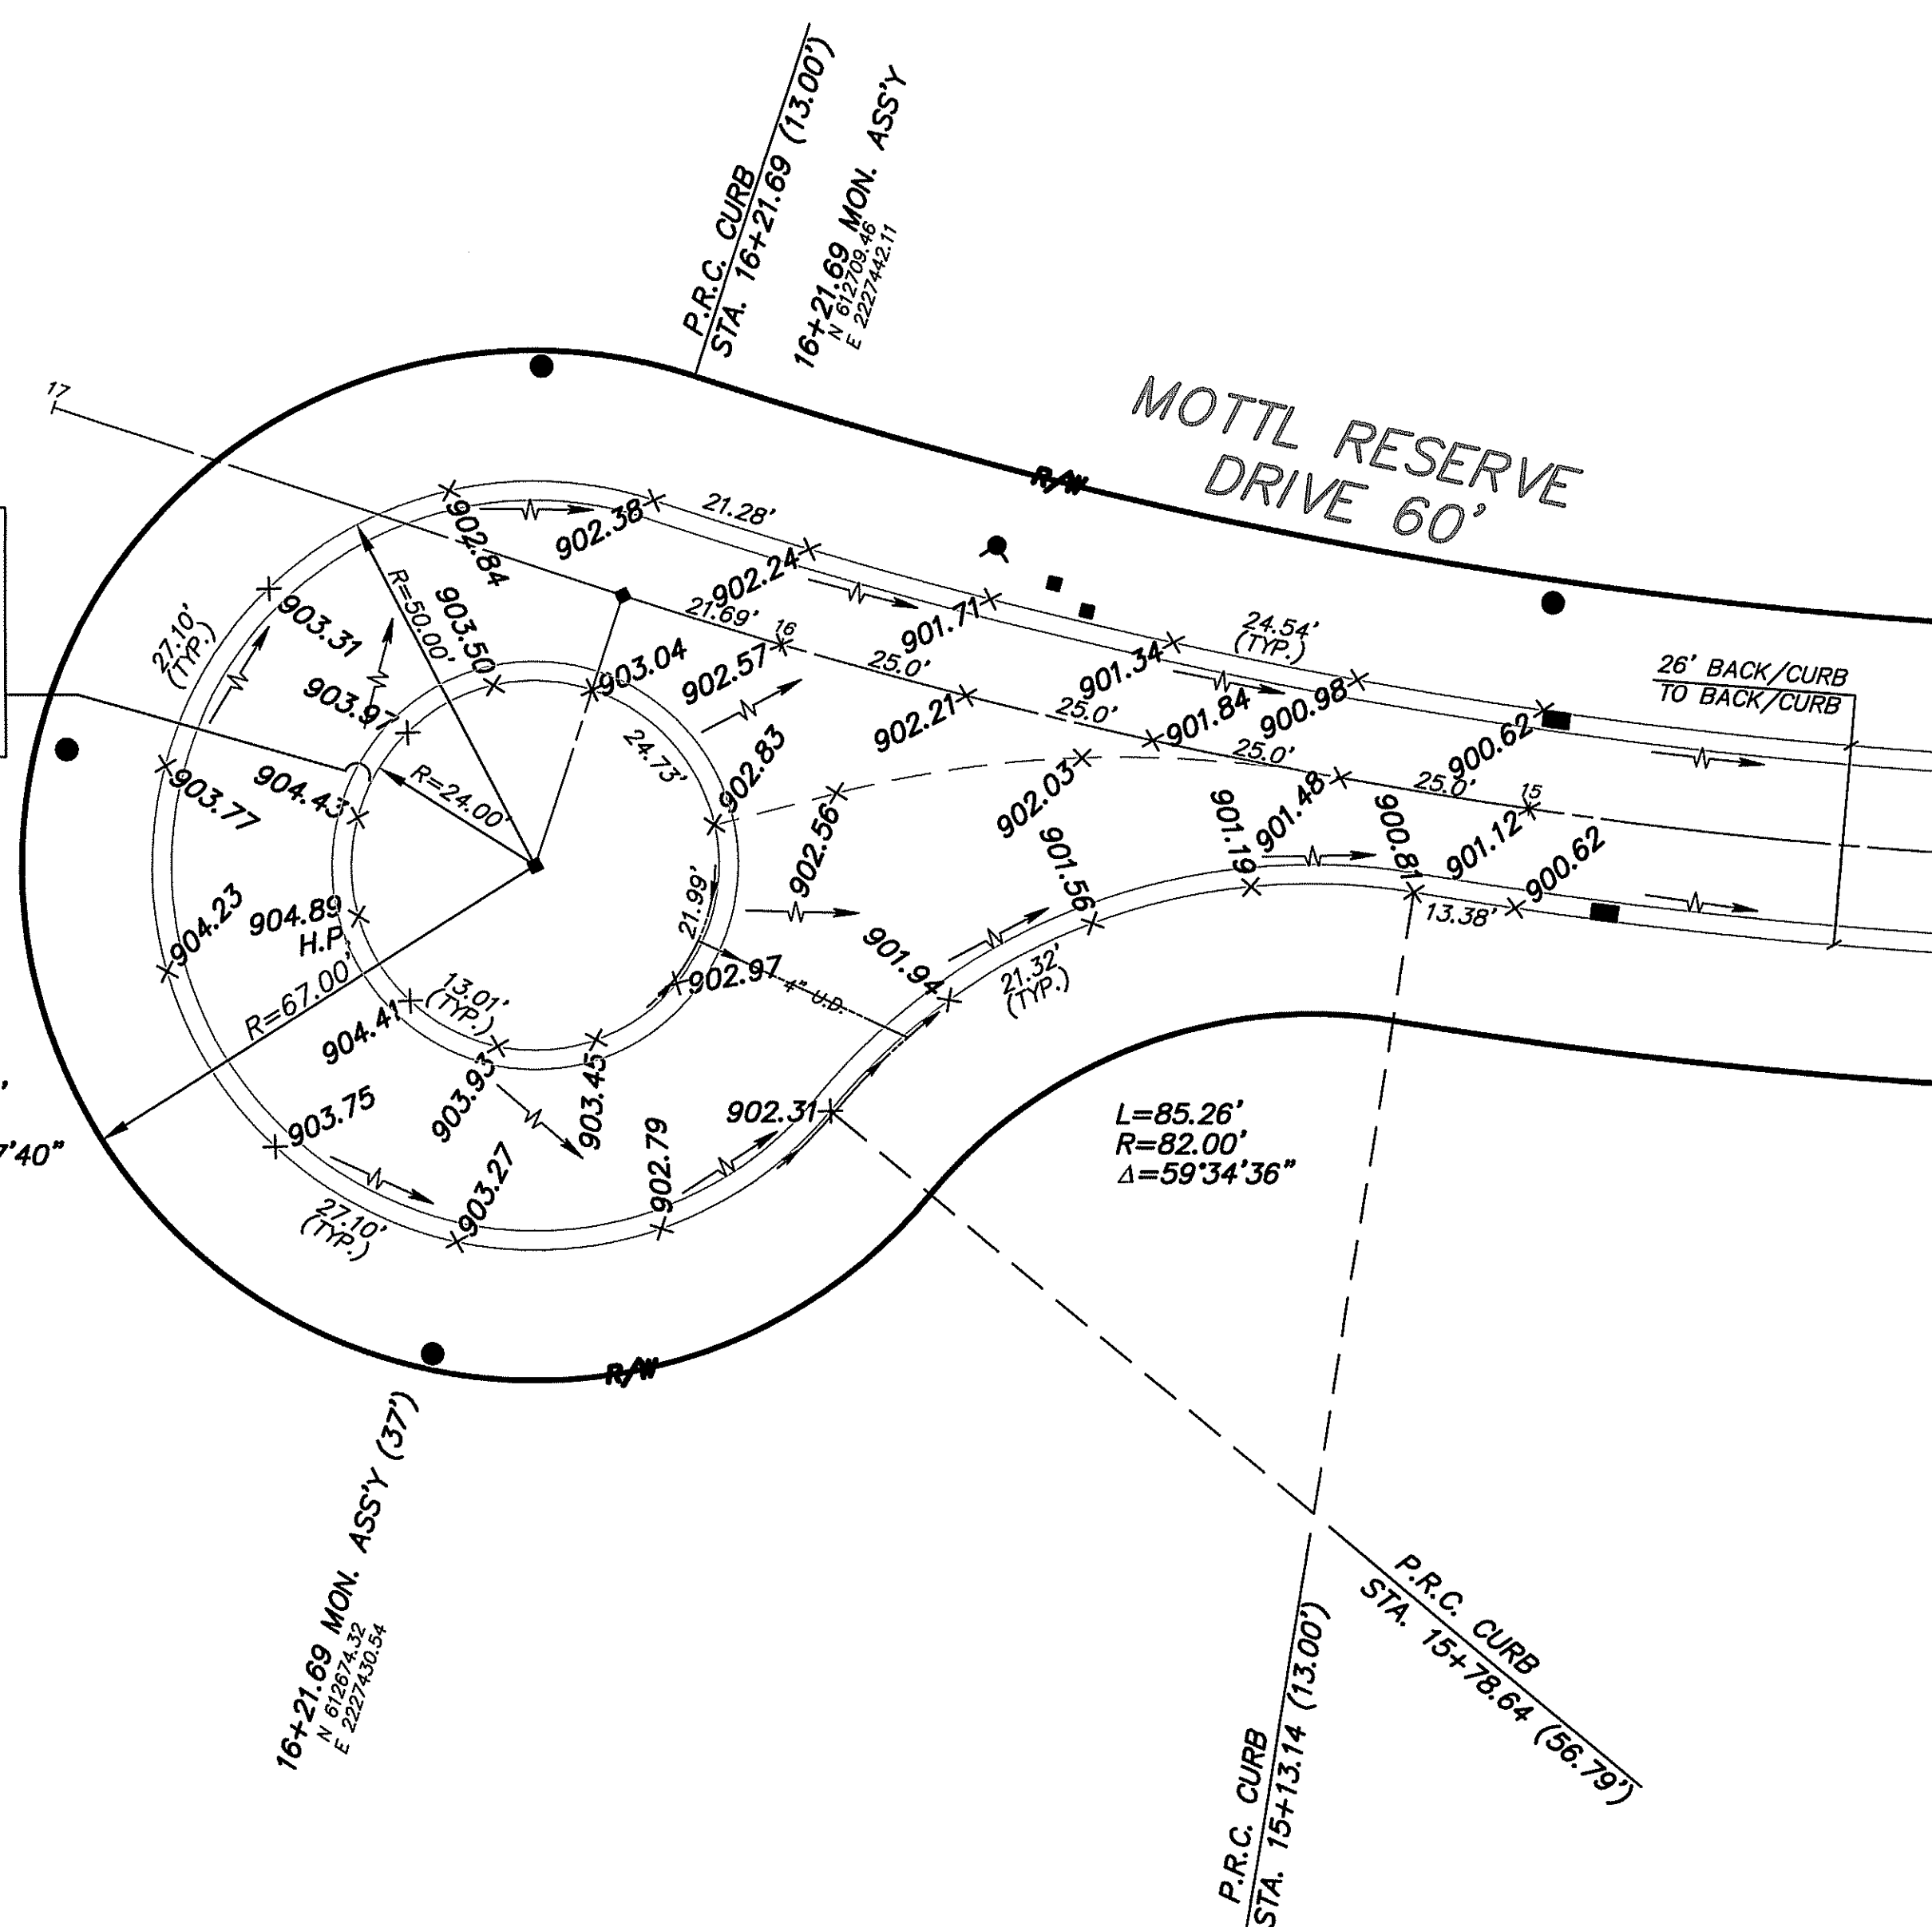 P.R.C. CURB
STA. 16+21.69 (13.00')
16+21.69 MON. ASS'Y
N 612709.46
E 2227442.11
MOTTL RESERVE
DRIVE 60'
R/W
17
902.84
902.38
21.28'
902.24
21.69'
16
901.71
24.54'
(TYP.)
26' BACK/CURB
TO BACK/CURB
27.10'
(TYP.)
903.31
R=50.00'
903.50
903.04
902.57
25.0'
901.34
903.97
902.21
25.0'
901.84
900.98
24.73'
902.83
25.0'
900.62
903.77
904.43
R=24.00'
902.56
902.03
901.48
25.0'
15
901.19
900.81
901.12
900.62
901.56
13.38'
904.23
904.89
H.P.
21.99'
902.97
4" U.D.
901.94
21.32'
(TYP.)
R=67.00'
13.01'
(TYP.)
904.41
903.93
903.45
903.75
902.31
902.79
903.27
27.10'
(TYP.)
7'40"
L=85.26'
R=82.00'
Δ=59°34'36"
R/W
16+21.69 MON. ASS'Y (37')
N 612674.32
E 2227430.54
P.R.C. CURB
STA. 15+78.64 (56.79')
P.R.C. CURB
STA. 15+13.14 (13.00')